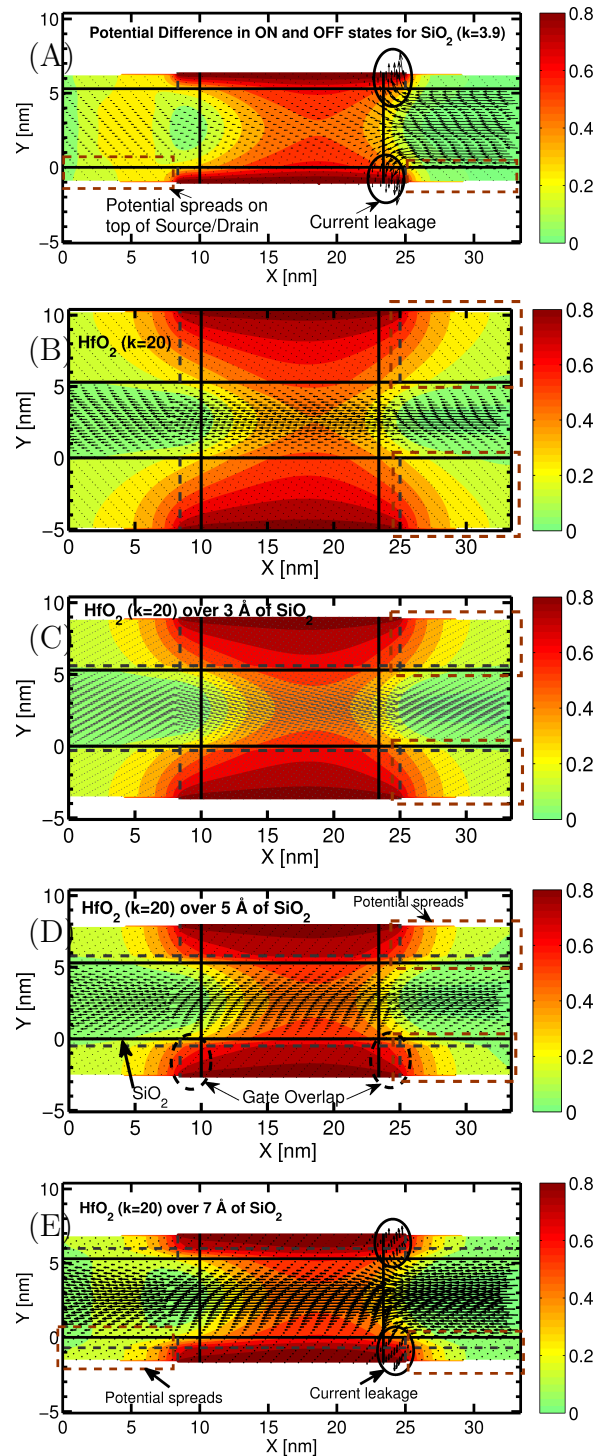 (A)
Potential Difference in ON and OFF states for SiO2 (k=3.9)
0.8
0.6
0.4
0.2
0
Y [nm]
5
0
−5
Potential spreads on
top of Source/Drain
Current leakage
0 5 10 15 20 25 30
X [nm]
(B)
HfO2 (k=20)
0.8
0.6
0.4
0.2
0
Y [nm]
10
5
0
−5
0 5 10 15 20 25 30
X [nm]
(C)
HfO2 (k=20) over 3 Å of SiO2
0.8
0.6
0.4
0.2
0
Y [nm]
10
5
0
−5
0 5 10 15 20 25 30
X [nm]
(D)
HfO2 (k=20) over 5 Å of SiO2
Potential spreads
0.8
0.6
0.4
0.2
0
Y [nm]
10
5
0
−5
SiO2
Gate Overlap
0 5 10 15 20 25 30
X [nm]
(E)
HfO2 (k=20) over 7 Å of SiO2
0.8
0.6
0.4
0.2
0
Y [nm]
10
5
0
−5
Potential spreads
Current leakage
0 5 10 15 20 25 30
X [nm]